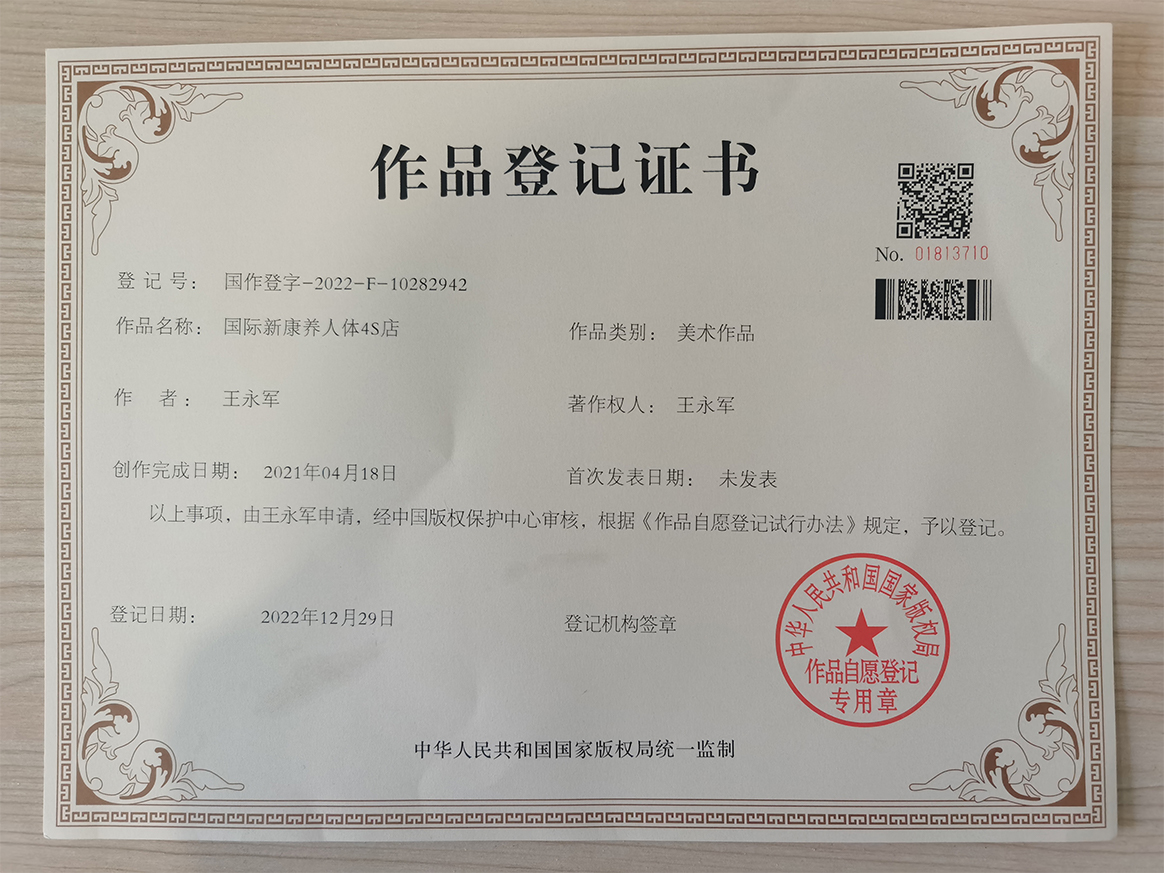 作品登记证书
No. 01813710
登记号： 国作登字-2022-F-10282942
作品名称： 国际新康养人体4S店
作品类别： 美术作品
作 者： 王永军
著作权人： 王永军
创作完成日期： 2021年04月18日
首次发表日期： 未发表
以上事项，由王永军申请，经中国版权保护中心审核，根据《作品自愿登记试行办法》规定，予以登记。
登记日期： 2022年12月29日
登记机构签章
中华人民共和国国家版权局
作品自愿登记
专用章
中华人民共和国国家版权局统一监制